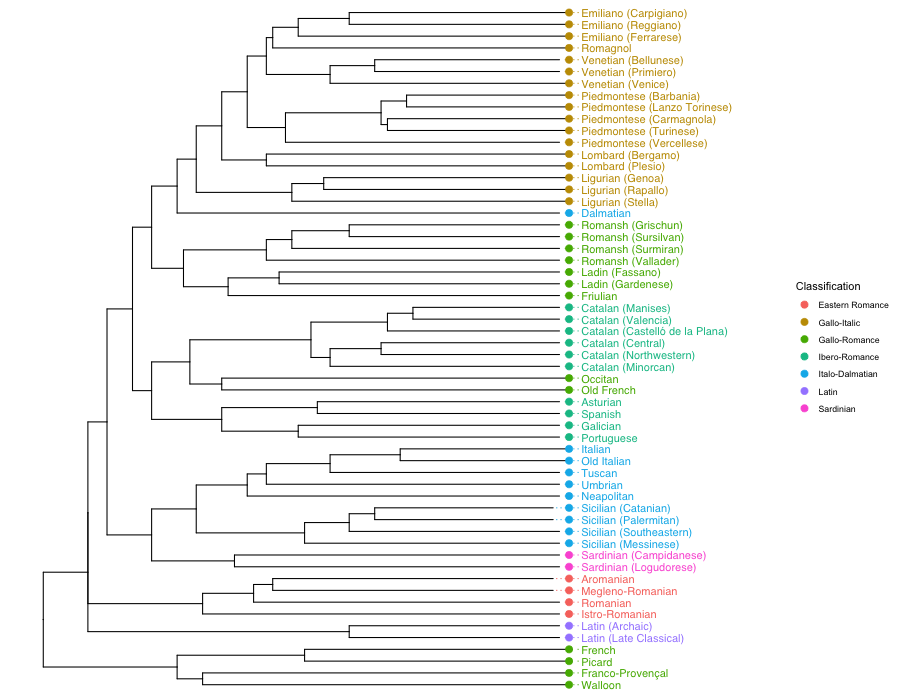 Emiliano (Carpigiano)
Emiliano (Reggiano)
Emiliano (Ferrarese)
Romagnol
Venetian (Bellunese)
Venetian (Primiero)
Venetian (Venice)
Piedmontese (Barbania)
Piedmontese (Lanzo Torinese)
Piedmontese (Carmagnola)
Piedmontese (Turinese)
Piedmontese (Vercellese)
Lombard (Bergamo)
Lombard (Plesio)
Ligurian (Genoa)
Ligurian (Rapallo)
Ligurian (Stella)
Dalmatian
Romansh (Grischun)
Romansh (Sursilvan)
Romansh (Surmiran)
Romansh (Vallader)
Ladin (Fassano)
Ladin (Gardenese)
Friulian
Catalan (Manises)
Catalan (Valencia)
Catalan (Castelló de la Plana)
Catalan (Central)
Catalan (Northwestern)
Catalan (Minorcan)
Occitan
Old French
Asturian
Spanish
Galician
Portuguese
Italian
Old Italian
Tuscan
Umbrian
Neapolitan
Sicilian (Catanian)
Sicilian (Palermitan)
Sicilian (Southeastern)
Sicilian (Messinese)
Sardinian (Campidanese)
Sardinian (Logudorese)
Aromanian
Megleno-Romanian
Romanian
Istro-Romanian
Latin (Archaic)
Latin (Late Classical)
French
Picard
Franco-Provençal
Walloon
Classification
Eastern Romance
Gallo-Italic
Gallo-Romance
Ibero-Romance
Italo-Dalmatian
Latin
Sardinian